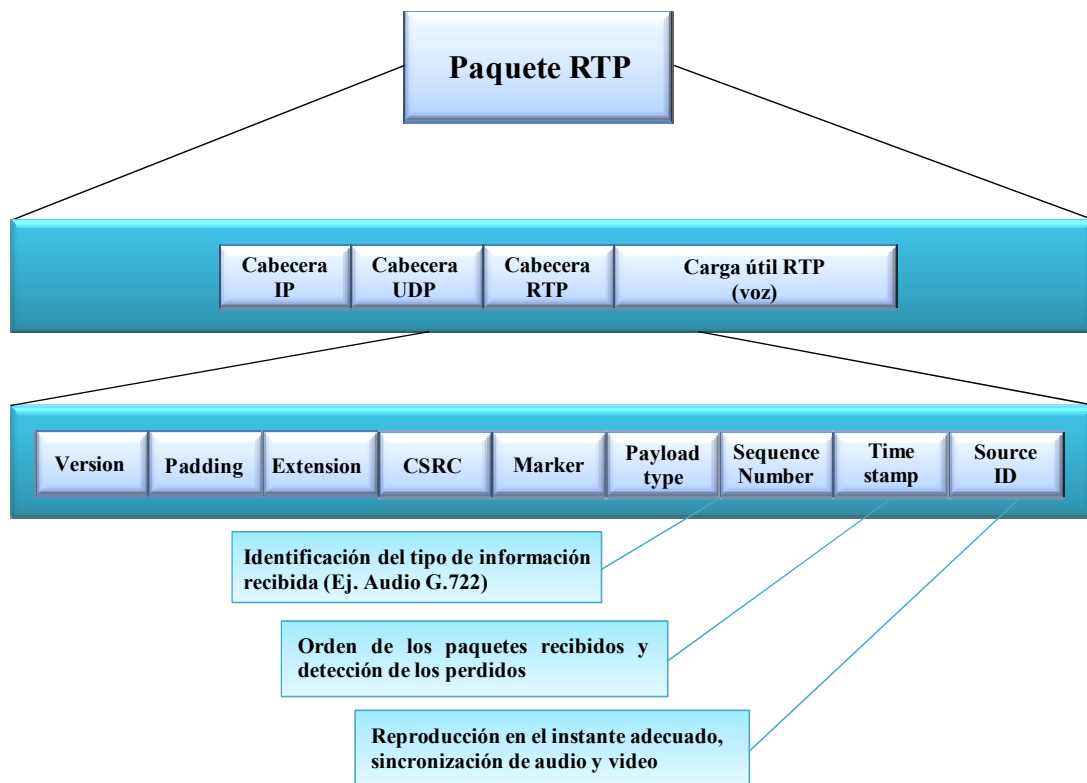 Paquete RTP
Cabecera
IP
Cabecera
UDP
Cabecera
RTP
Carga útil RTP
(voz)
Version
Padding
Extension
CSRC
Marker
Payload
type
Sequence
Number
Time
stamp
Source
ID
Identificación del tipo de información
recibida (Ej. Audio G.722)
Orden de los paquetes recibidos y
detección de los perdidos
Reproducción en el instante adecuado,
sincronización de audio y video